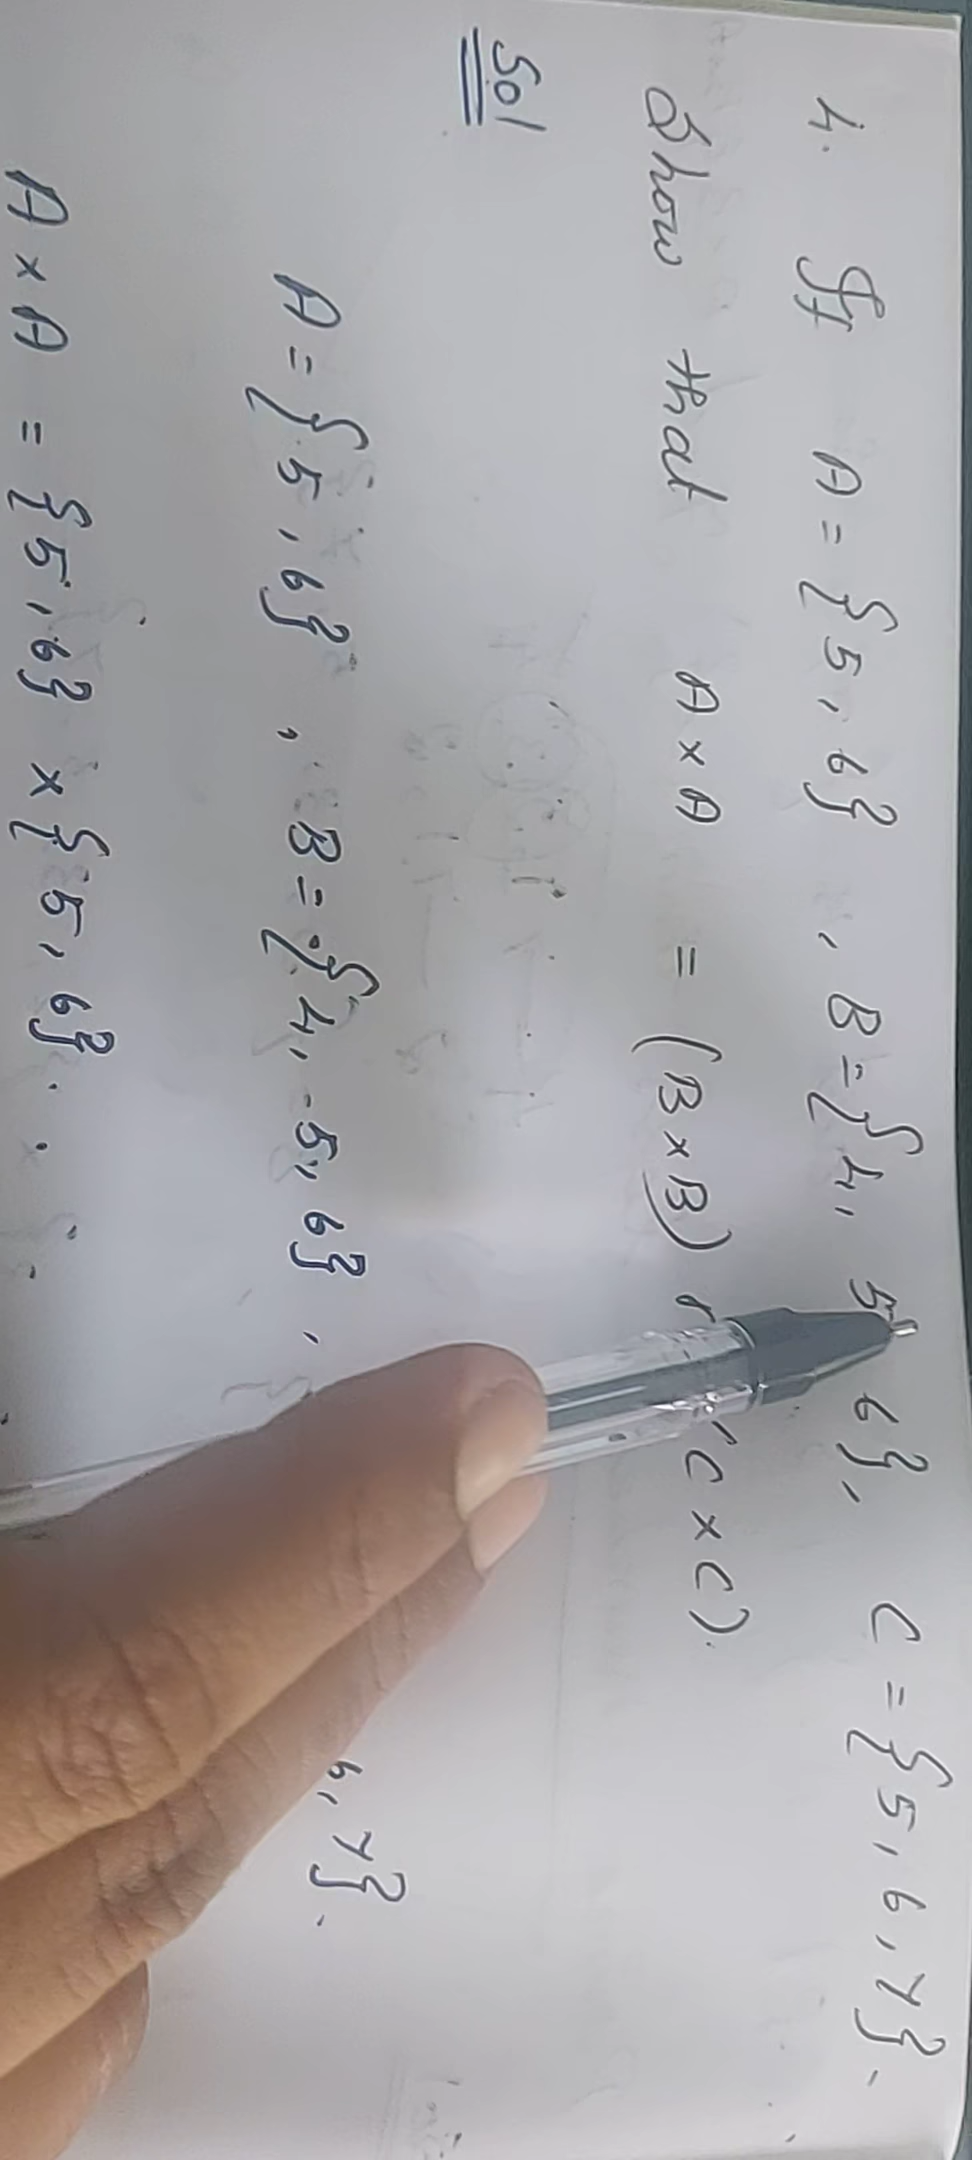 4. If A = {5, 6} , B = {4, 5, 6}, C = {5, 6, 7}.
Show that A × A = (B × B) (C × C).
Sol
A = {5, 6} , B = {4, 5, 6} , 6, 7}.
A × A = {5, 6} × {5, 6}.